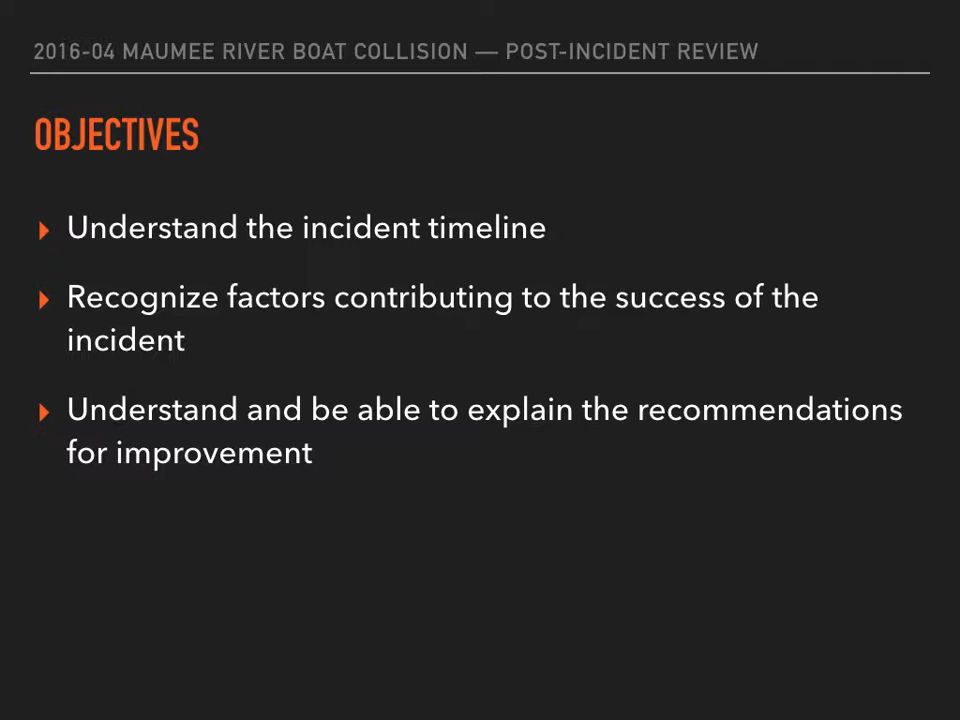 2016-04 MAUMEE RIVER BOAT COLLISION — POST-INCIDENT REVIEW
OBJECTIVES
Understand the incident timeline
Recognize factors contributing to the success of the
incident
Understand and be able to explain the recommendations
for improvement